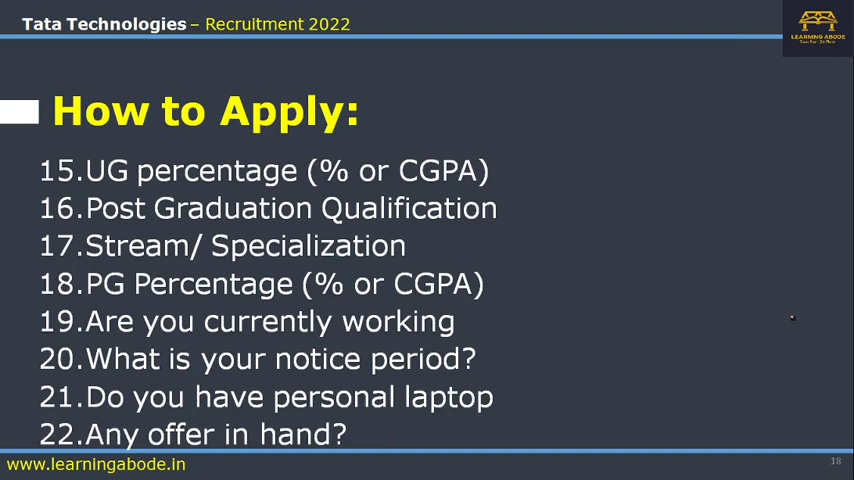 Tata Technologies – Recruitment 2022
LEARNING ABODE
How to Apply:
15.UG percentage (% or CGPA)
16.Post Graduation Qualification
17.Stream/ Specialization
18.PG Percentage (% or CGPA)
19.Are you currently working
20.What is your notice period?
21.Do you have personal laptop
22.Any offer in hand?
www.learningabode.in
18